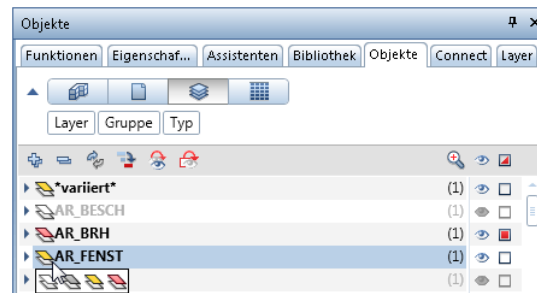 Objekte
Funktionen Eigenschaf... Assistenten Bibliothek Objekte Connect Layer
Layer Gruppe Typ
*variiert* (1)
AR_BESCH (1)
AR_BRH (1)
AR_FENST (1)
(1)